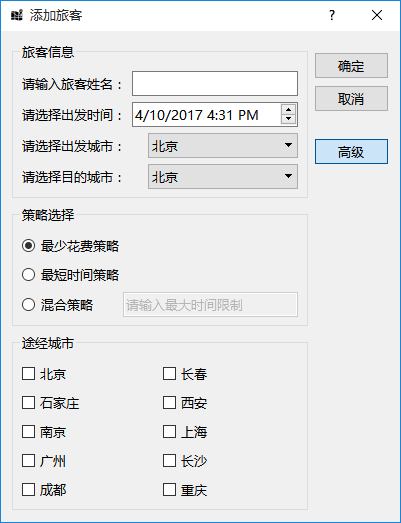 添加旅客
旅客信息
请输入旅客姓名：
请选择出发时间： 4/10/2017 4:31 PM
请选择出发城市： 北京
请选择目的城市： 北京
确定
取消
高级
策略选择
最少花费策略
最短时间策略
混合策略 请输入最大时间限制
途经城市
北京 长春
石家庄 西安
南京 上海
广州 长沙
成都 重庆